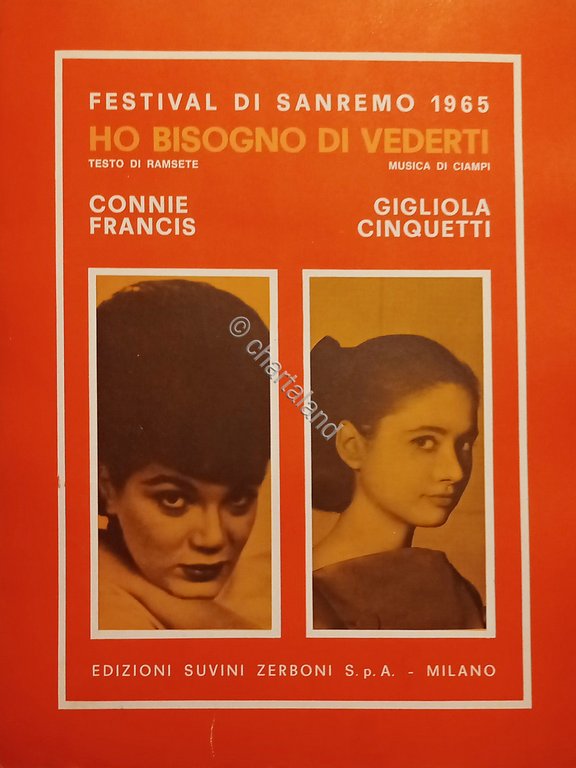 FESTIVAL DI SANREMO 1965
HO BISOGNO DI VEDERTI
TESTO DI RAMSETE MUSICA DI CIAMPI
CONNIE
FRANCIS
GIGLIOLA
CINQUETTI
© chartaland
EDIZIONI SUVINI ZERBONI S.p.A. - MILANO